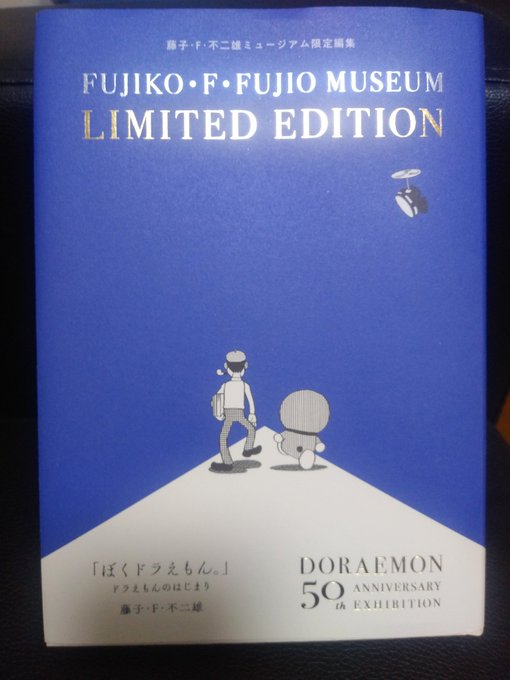 藤子・F・不二雄ミュージアム限定編集
FUJIKO・F・FUJIO MUSEUM
LIMITED EDITION
「ぼくドラえもん。」
ドラえもんのはじまり
藤子・F・不二雄
DORAEMON
50th ANNIVERSARY
EXHIBITION